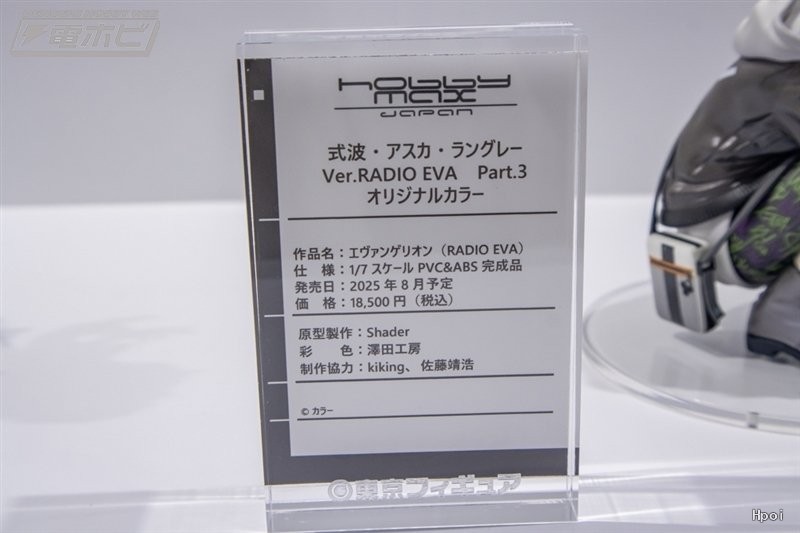 電ホビ
hobby
max
JAPAN
式波・アスカ・ラングレー
Ver.RADIO EVA Part.3
オリジナルカラー
作品名：エヴァンゲリオン（RADIO EVA）
仕 様：1/7 スケール PVC&ABS 完成品
発売日：2025 年 8 月予定
価 格：18,500 円（税込）
原型製作：Shader
彩 色：澤田工房
制作協力：kiking、佐藤靖浩
© カラー
©東京フィギュア
Hpoi